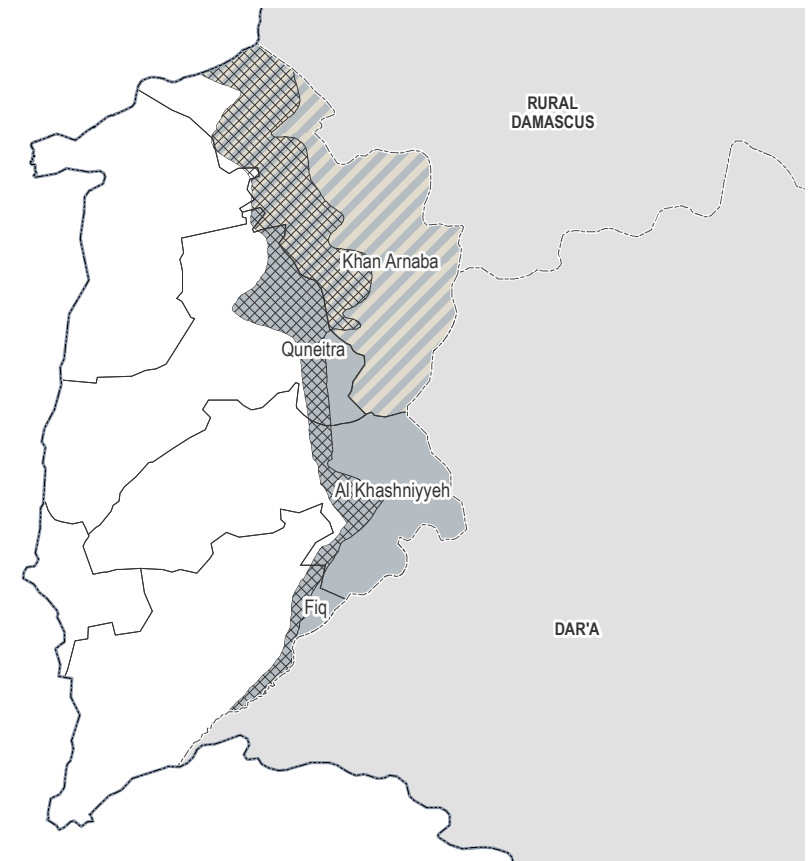 RURAL
DAMASCUS
Khan Arnaba
Quneitra
Al Khashniyyeh
Fiq
DAR'A